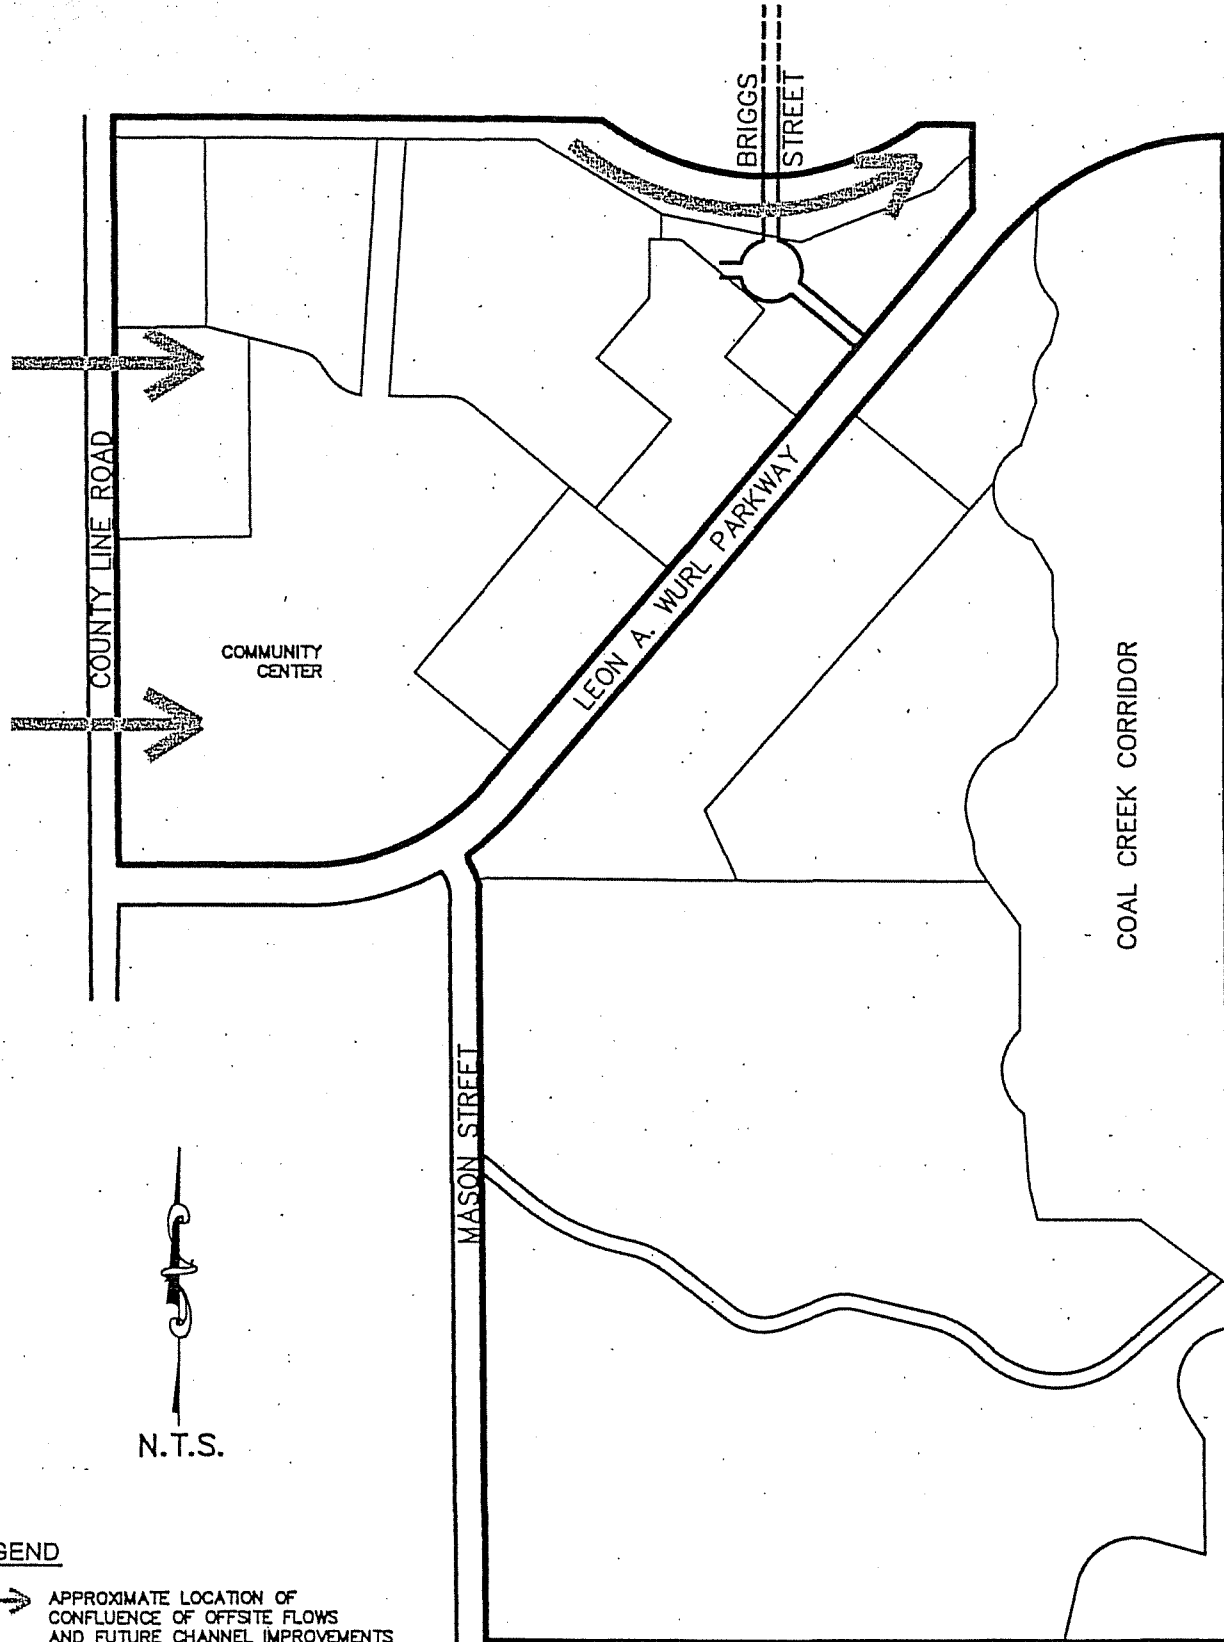 BRIGGS
STREET
COUNTY LINE ROAD
LEON A. WURL PARKWAY
COMMUNITY
CENTER
COAL CREEK CORRIDOR
MASON STREET
N.T.S.
GEND
APPROXIMATE LOCATION OF
CONFLUENCE OF OFFSITE FLOWS
AND FUTURE CHANNEL IMPROVEMENTS